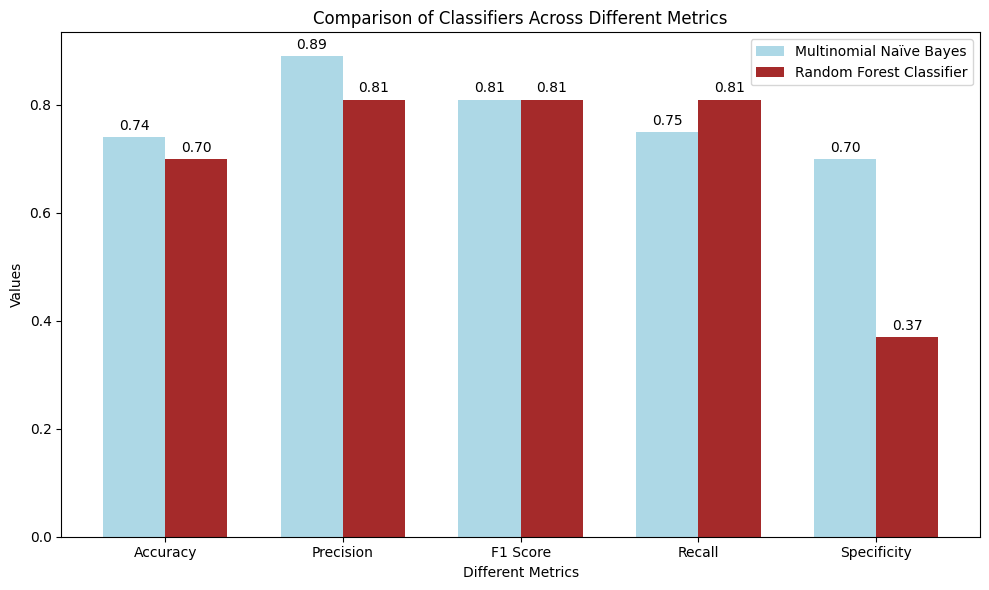 Comparison of Classifiers Across Different Metrics
Multinomial Naïve Bayes
Random Forest Classifier
Values
0.8
0.6
0.4
0.2
0.0
0.74
0.70
0.89
0.81
0.81
0.81
0.75
0.81
0.70
0.37
Accuracy
Precision
F1 Score
Recall
Specificity
Different Metrics